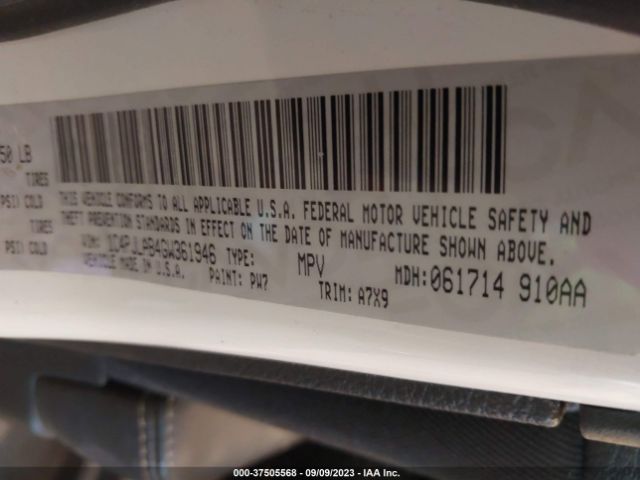 50 LB
TIRES
PSI) COLD
TIRES
PSI) COLD
THIS VEHICLE CONFORMS TO ALL APPLICABLE U.S.A. FEDERAL MOTOR VEHICLE SAFETY AND
THEFT PREVENTION STANDARDS IN EFFECT ON THE DATE OF MANUFACTURE SHOWN ABOVE.
VIN: 1C4PJLAB4GW361946 TYPE: MPV MDH:061714 910AA
VEHICLE MADE IN U.S.A. PAINT: PW7 TRIM: A7X9
000-37505568 - 09/09/2023 - IAA Inc.